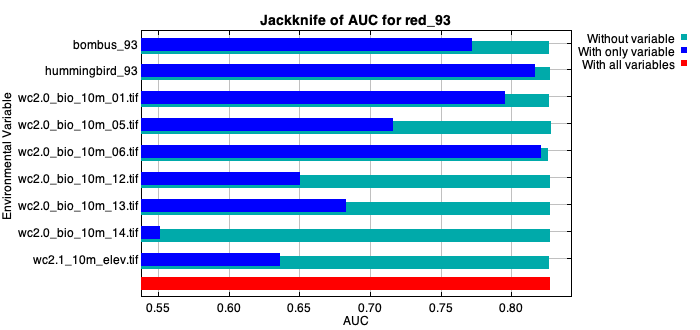 Jackknife of AUC for red_93
Without variable
With only variable
With all variables
Environmental Variable
bombus_93
hummingbird_93
wc2.0_bio_10m_01.tif
wc2.0_bio_10m_05.tif
wc2.0_bio_10m_06.tif
wc2.0_bio_10m_12.tif
wc2.0_bio_10m_13.tif
wc2.0_bio_10m_14.tif
wc2.1_10m_elev.tif
0.55 0.60 0.65 0.70 0.75 0.80
AUC